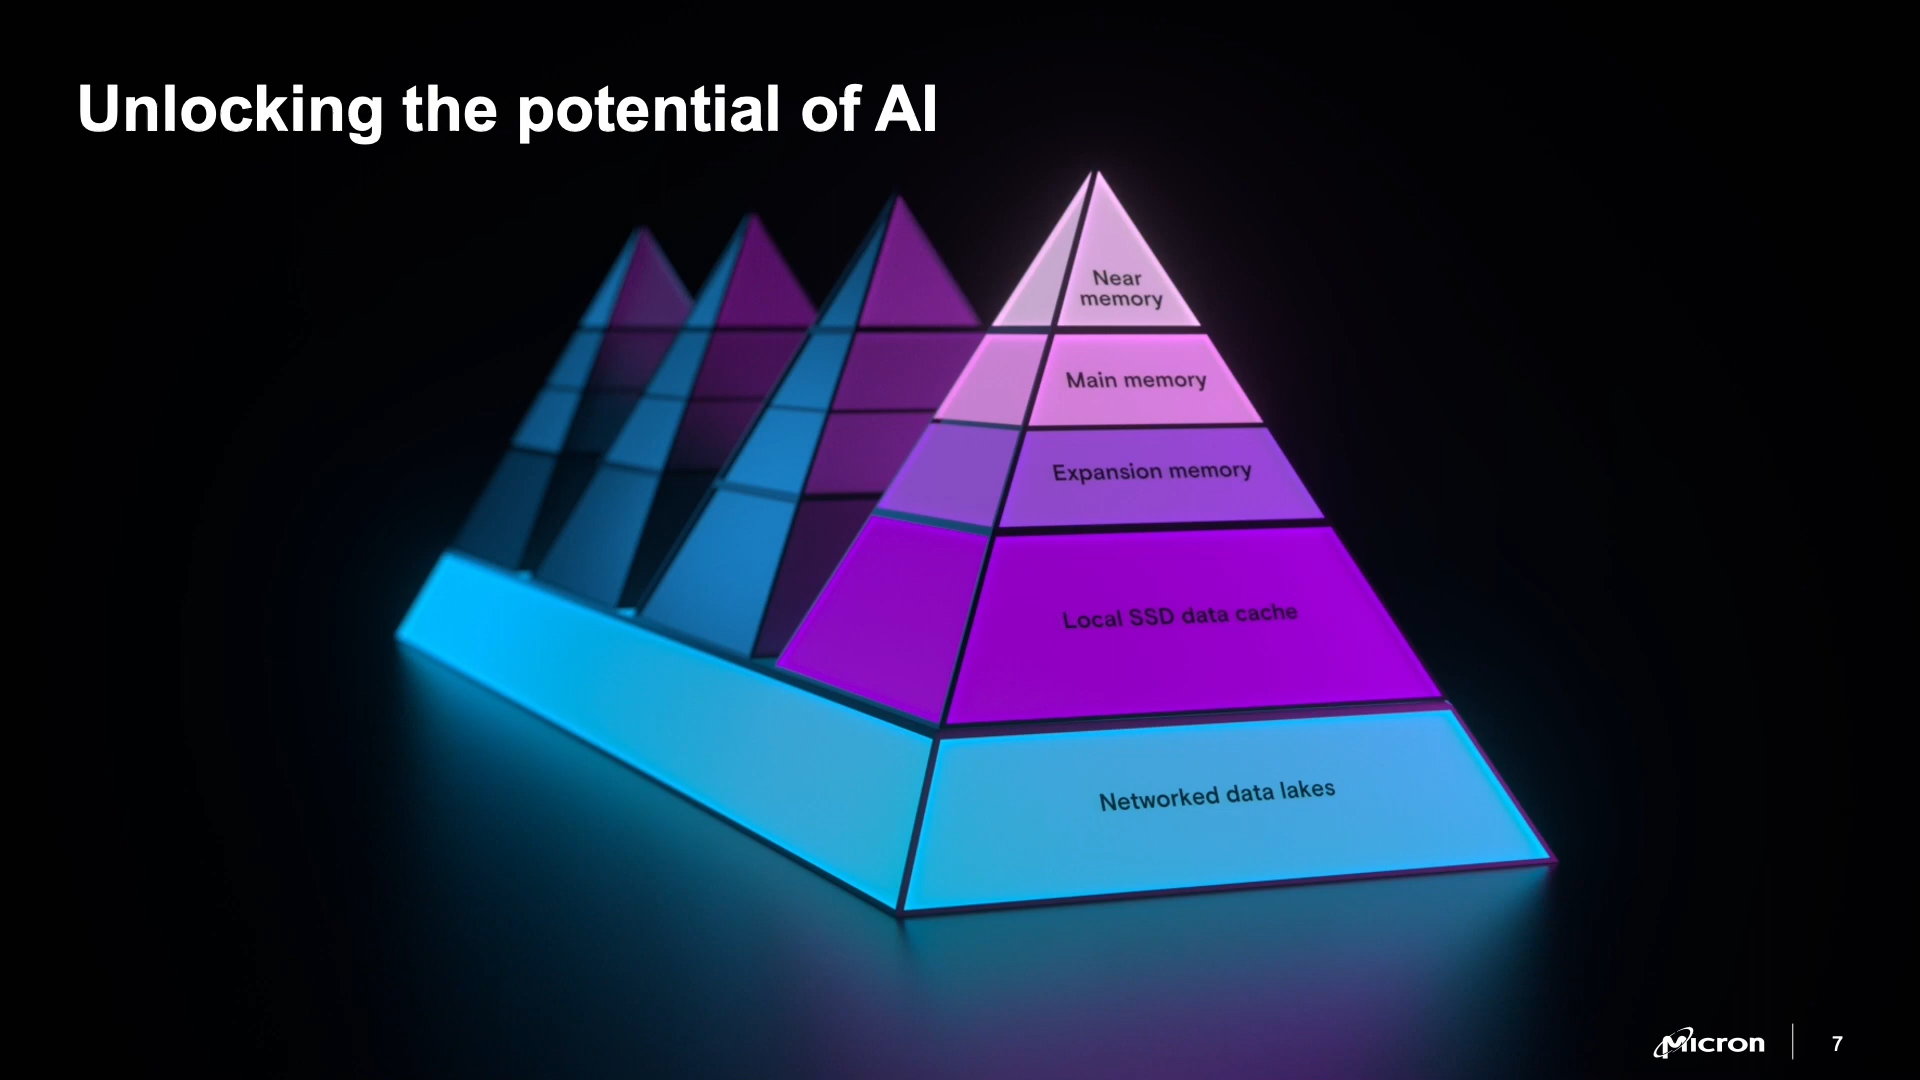 Unlocking the potential of AI
Near
memory
Main memory
Expansion memory
Local SSD data cache
Networked data lakes
Micron
7